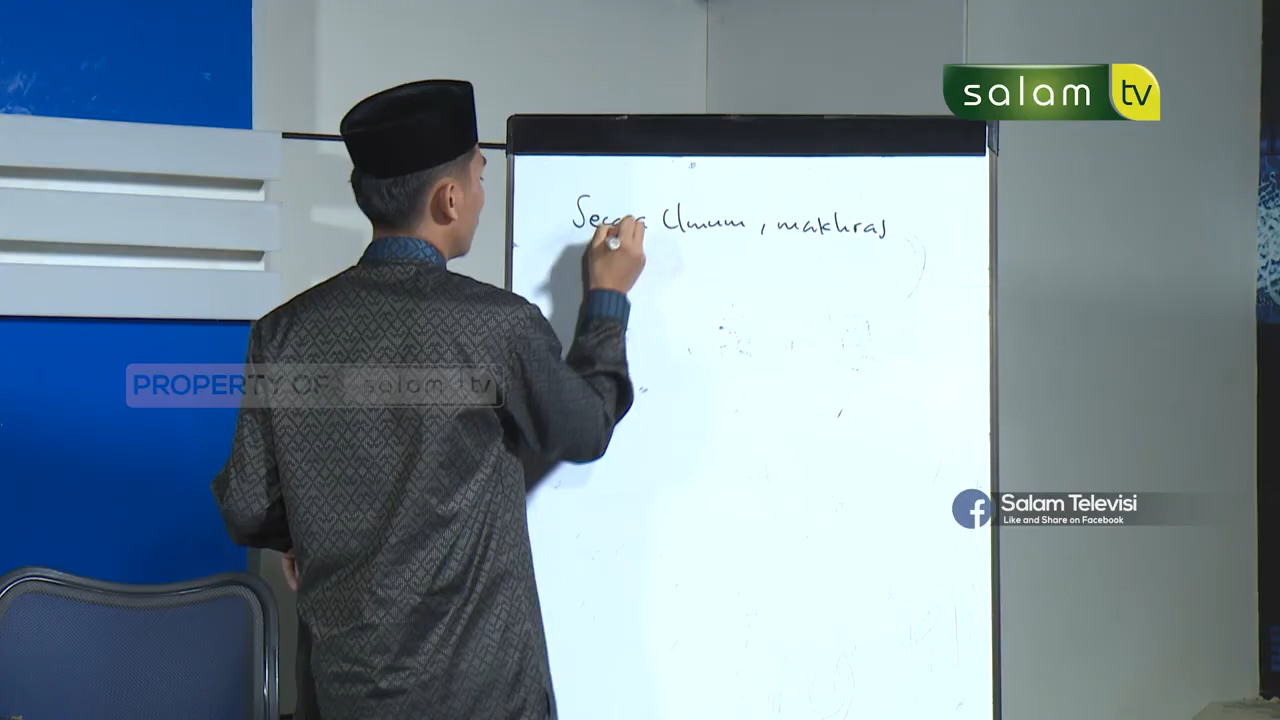 salam tv
Secara Umum, makhraj
PROPERTY OF salam tv
Salam Televisi
Like and Share on Facebook